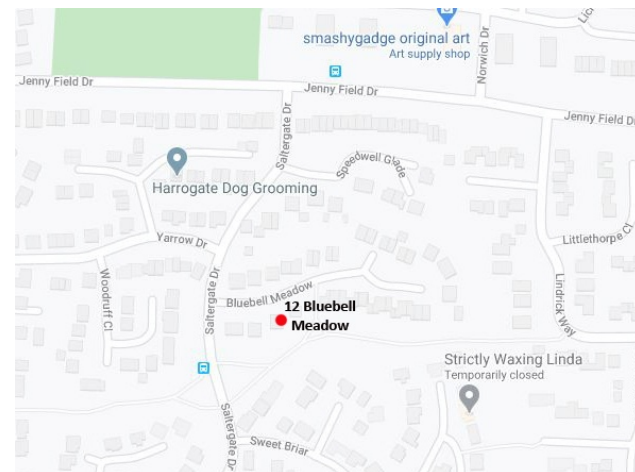 smashygadge original art
Art supply shop
Norwich Dr
Jenny Field Dr
Jenny Field Dr
Jenny Field Dr
Saltergate Dr
Speedwell Glade
Harrogate Dog Grooming
Yarrow Dr
Littlethorpe Cl
Woodruff Cl
Saltergate Dr
Bluebell Meadow
Lindrick Way
12 Bluebell
Meadow
Strictly Waxing Linda
Temporarily closed
Sweet Briar
Saltergate Dr